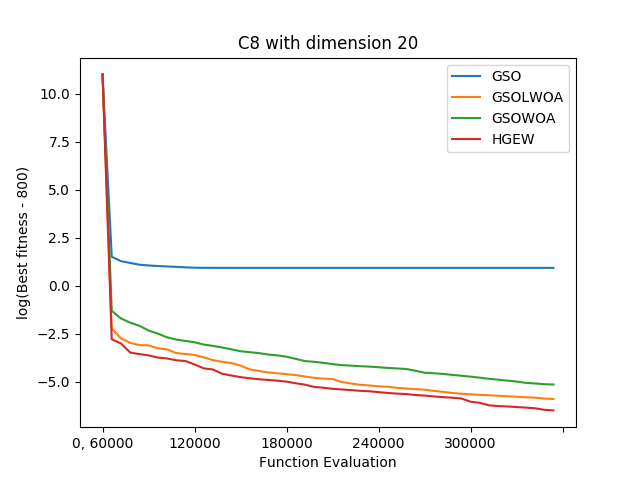 C8 with dimension 20
log(Best fitness - 800)
10.0
7.5
5.0
2.5
0.0
−2.5
−5.0
GSO
GSOLWOA
GSOWOA
HGEW
0, 60000 120000 180000 240000 300000
Function Evaluation